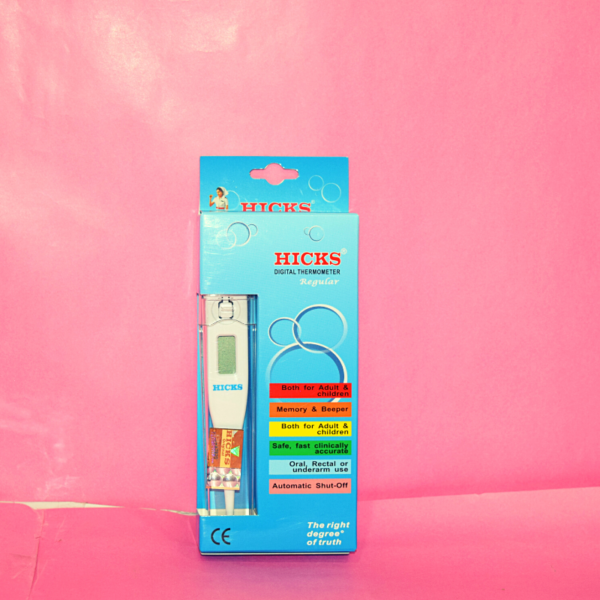 HICKS
HICKS®
DIGITAL THERMOMETER
Regular
HICKS
Both for Adult &
children
Memory & Beeper
Both for Adult &
children
Safe, fast clinically
accurate
HICKS
Oral, Rectal or
underarm use
Automatic Shut-Off
The right
degree*
of truth
CE